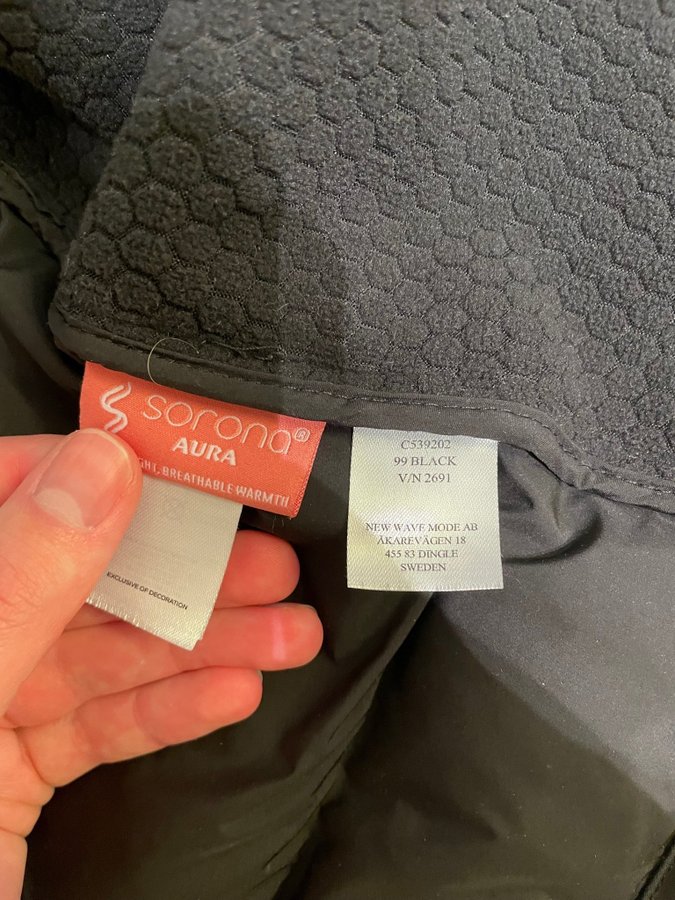 sorona®
AURA
BREATHABLE WARMTH
EXCLUSIVE OF DECORATION
C539202
99 BLACK
V/N 2691
NEW WAVE MODE AB
ÅKAREVÄGEN 18
455 83 DINGLE
SWEDEN